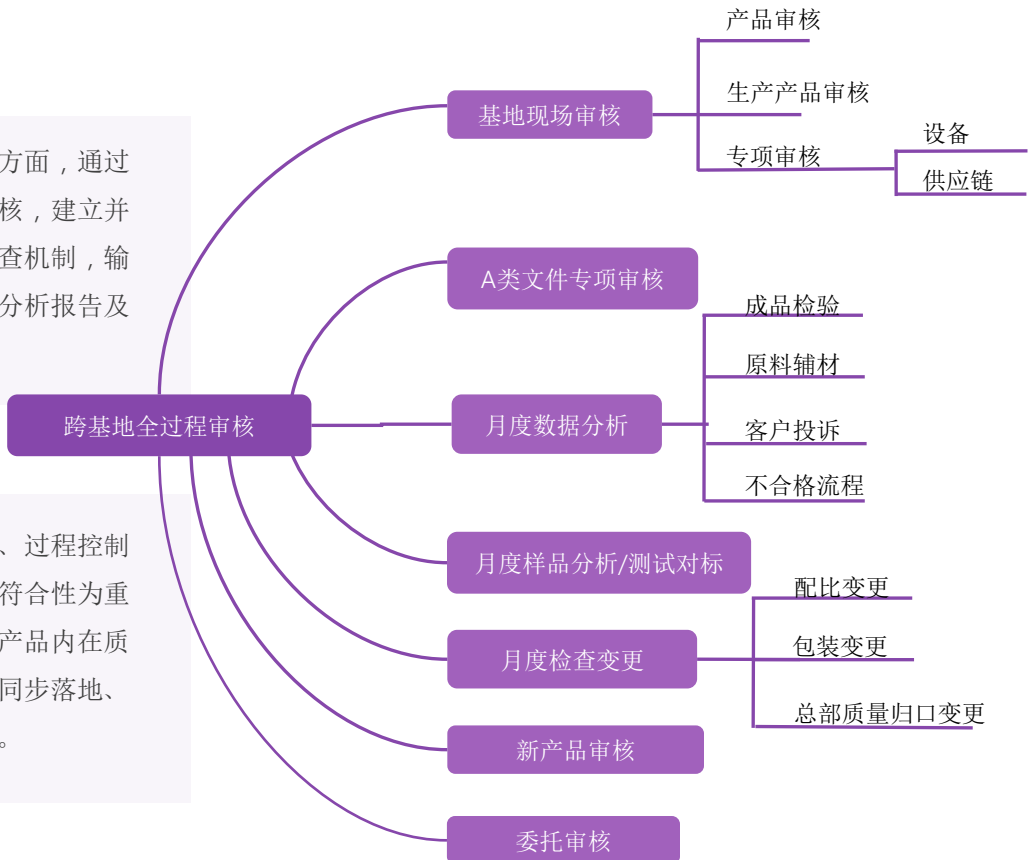 方面，通过
核，建立并
查机制，输
分析报告及
、过程控制
符合性为重
产品内在质
同步落地、
。
跨基地全过程审核
基地现场审核
产品审核
生产产品审核
专项审核
设备
供应链
A类文件专项审核
月度数据分析
成品检验
原料辅材
客户投诉
不合格流程
月度样品分析/测试对标
月度检查变更
配比变更
包装变更
总部质量归口变更
新产品审核
委托审核